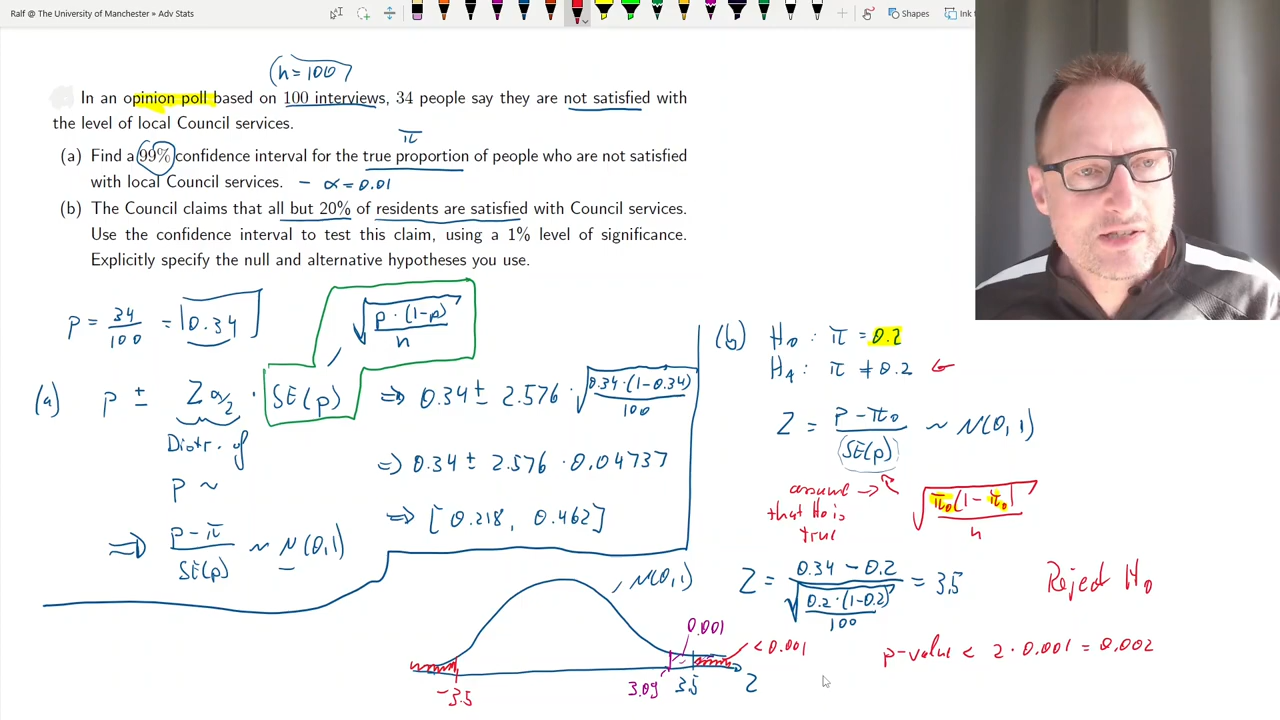 Ralf @ The University of Manchester » Adv Stats
Shapes
Ink
(n=100)
In an opinion poll based on 100 interviews, 34 people say they are not satisfied with
the level of local Council services.
π
(a) Find a 99% confidence interval for the true proportion of people who are not satisfied
with local Council services. - α=0.01
(b) The Council claims that all but 20% of residents are satisfied with Council services.
Use the confidence interval to test this claim, using a 1% level of significance.
Explicitly specify the null and alternative hypotheses you use.
p = 34/100 = 0.34
√(p·(1-p)/n)
(a) p ± Z α/2 · SE(p) => 0.34 ± 2.576 · √(0.34·(1-0.34)/100)
Distr. of
p ~
=> 0.34 ± 2.576 · 0.04737
=> [0.218, 0.462]
=> (p-π)/SE(p) ~ N(0,1)
(b) H0: π = 0.2
HA: π ≠ 0.2
Z = (p-π0)/SE(p) ~ N(0,1)
assume
that H0 is
true
√(π0(1-π0)/n)
Z = (0.34-0.2)/√(0.2·(1-0.2)/100) = 3.5
Reject H0
p-value < 2·0.001 = 0.002
N(0,1)
0.001
<0.001
-3.5
3.09
3.5
Z